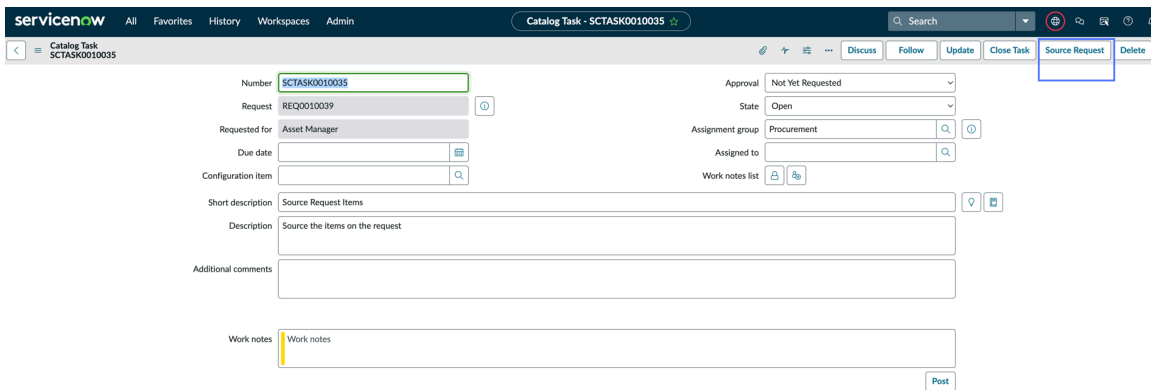 servicenow All Favorites History Workspaces Admin Catalog Task - SCTASK0010035 Search
Catalog Task
SCTASK0010035
Discuss Follow Update Close Task Source Request Delete
Number SCTASK0010035 Approval Not Yet Requested
Request REQ0010039 State Open
Requested for Asset Manager Assignment group Procurement
Due date Assigned to
Configuration item Work notes list
Short description Source Request Items
Description Source the items on the request
Additional comments
Work notes Work notes
Post